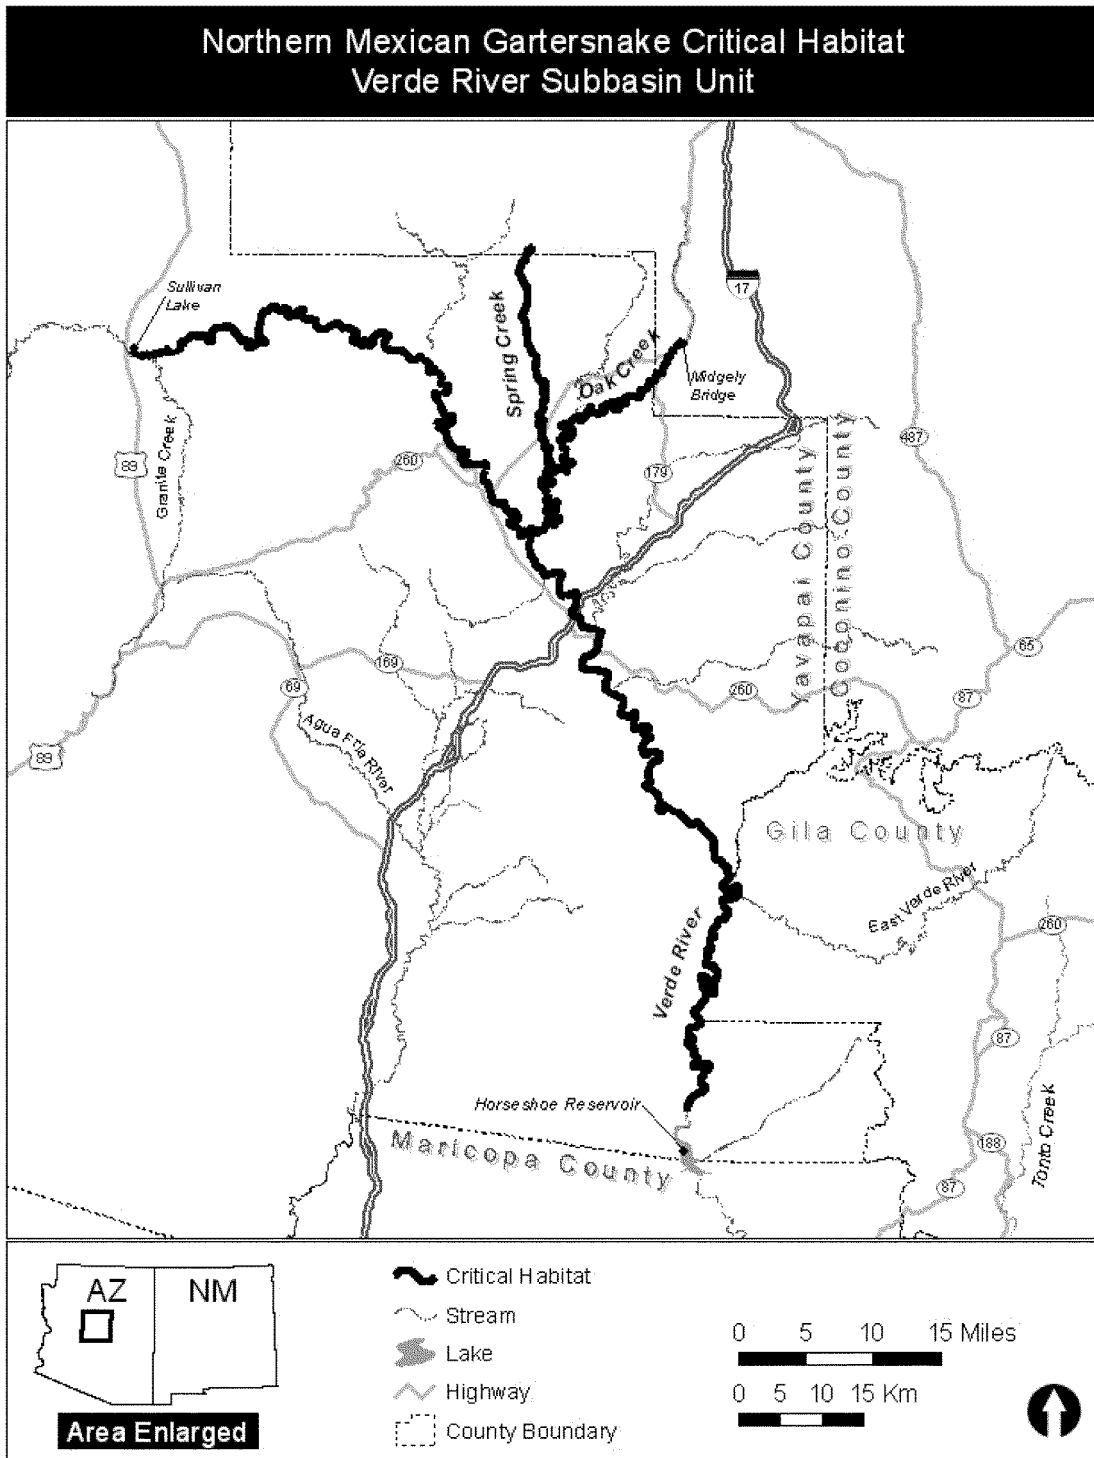 Northern Mexican Gartersnake Critical Habitat
Verde River Subbasin Unit
Sullivan
Lake
17
Spring Creek
Oak Creek
Midgely
Bridge
89
Granite Creek
260
179
487
Yavapai County
Coconino County
65
169
69
260
87
89
Agua Fria River
Gila County
East Verde River
260
Verde River
87
Horseshoe Reservoir
Maricopa County
188
Tonto Creek
87
AZ
NM
Area Enlarged
Critical Habitat
Stream
Lake
Highway
County Boundary
0 5 10 15 Miles
0 5 10 15 Km